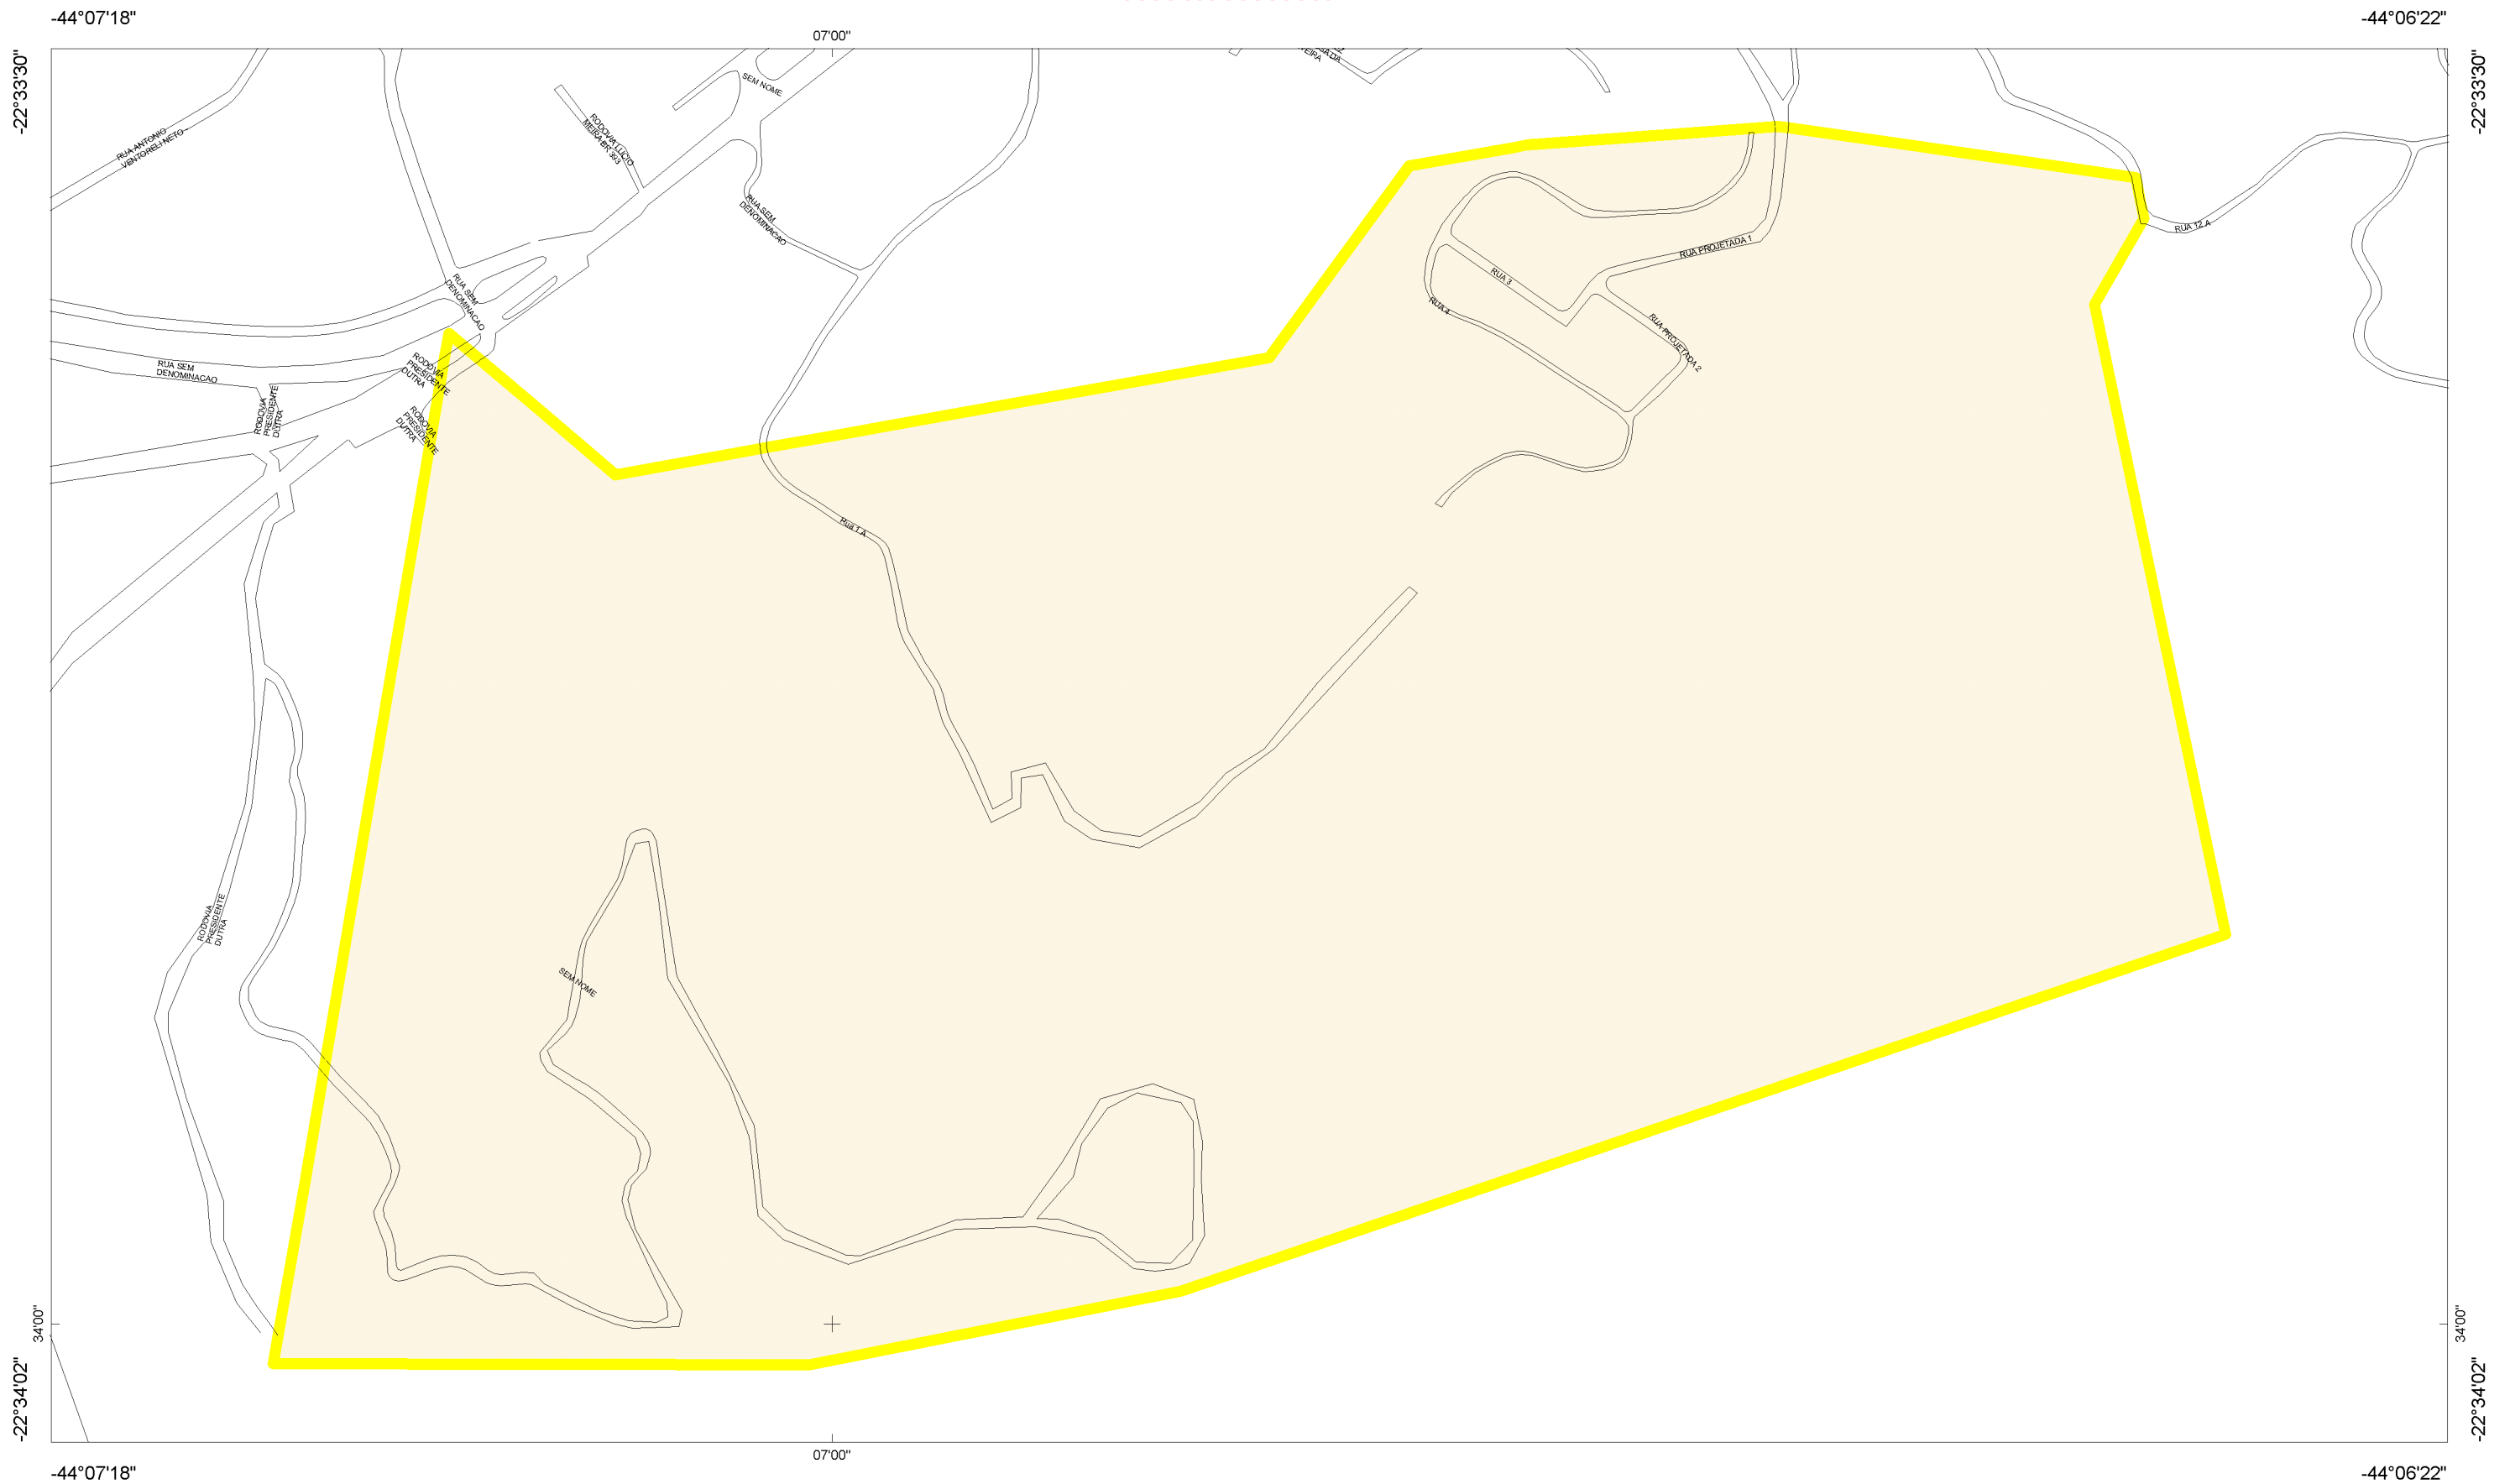 -44°07'18"
-44°06'22"
07'00"
-22°33'30"
-22°33'30"
SEM NOME
RODOVIA LUCIO
MEIRA BR 393
RUA ANTONIO
VENTORELI NETO -
RUA SEM
DENOMINACAO
RUA 12 A
RUA PROJETADA 1
RUA 3
RUA 4
RUA SEM
DENOMINACAO
RUA PROJETADA 2
RUA SEM
DENOMINACAO
RODOVIA
PRESIDENTE
DUTRA
RODOVIA
PRESIDENTE
DUTRA
RODOVIA
PRESIDENTE
DUTRA
Rua 1 A
RODOVIA
PRESIDENTE
DUTRA
SEM NOME
34'00"
34'00"
-22°34'02"
-22°34'02"
07'00"
-44°07'18"
-44°06'22"